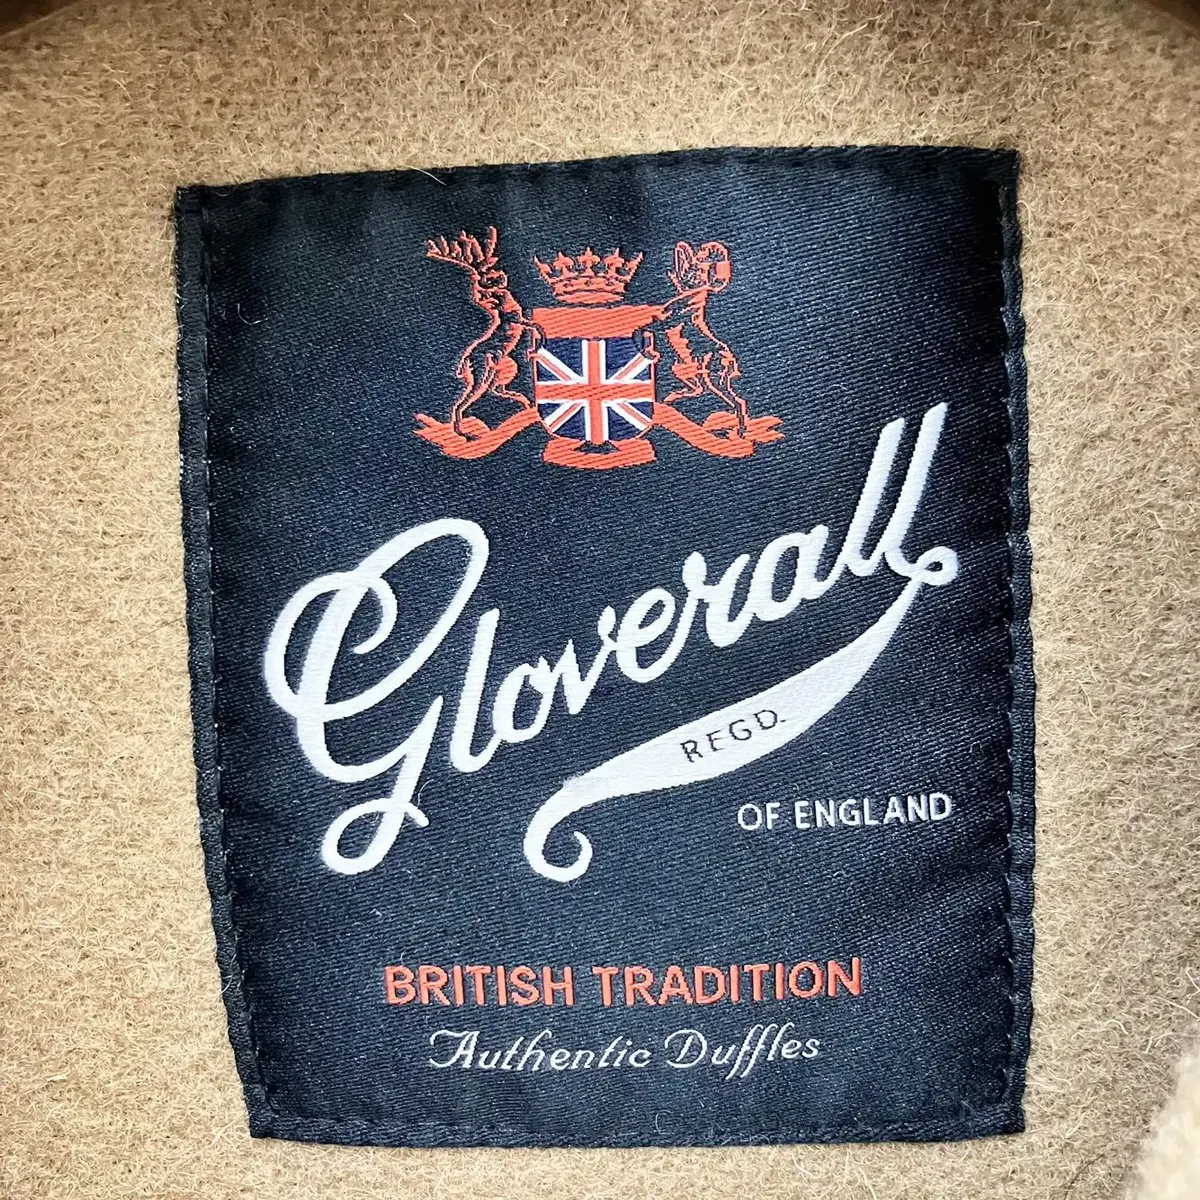 Gloverall
REGD.
OF ENGLAND
BRITISH TRADITION
Authentic Duffles